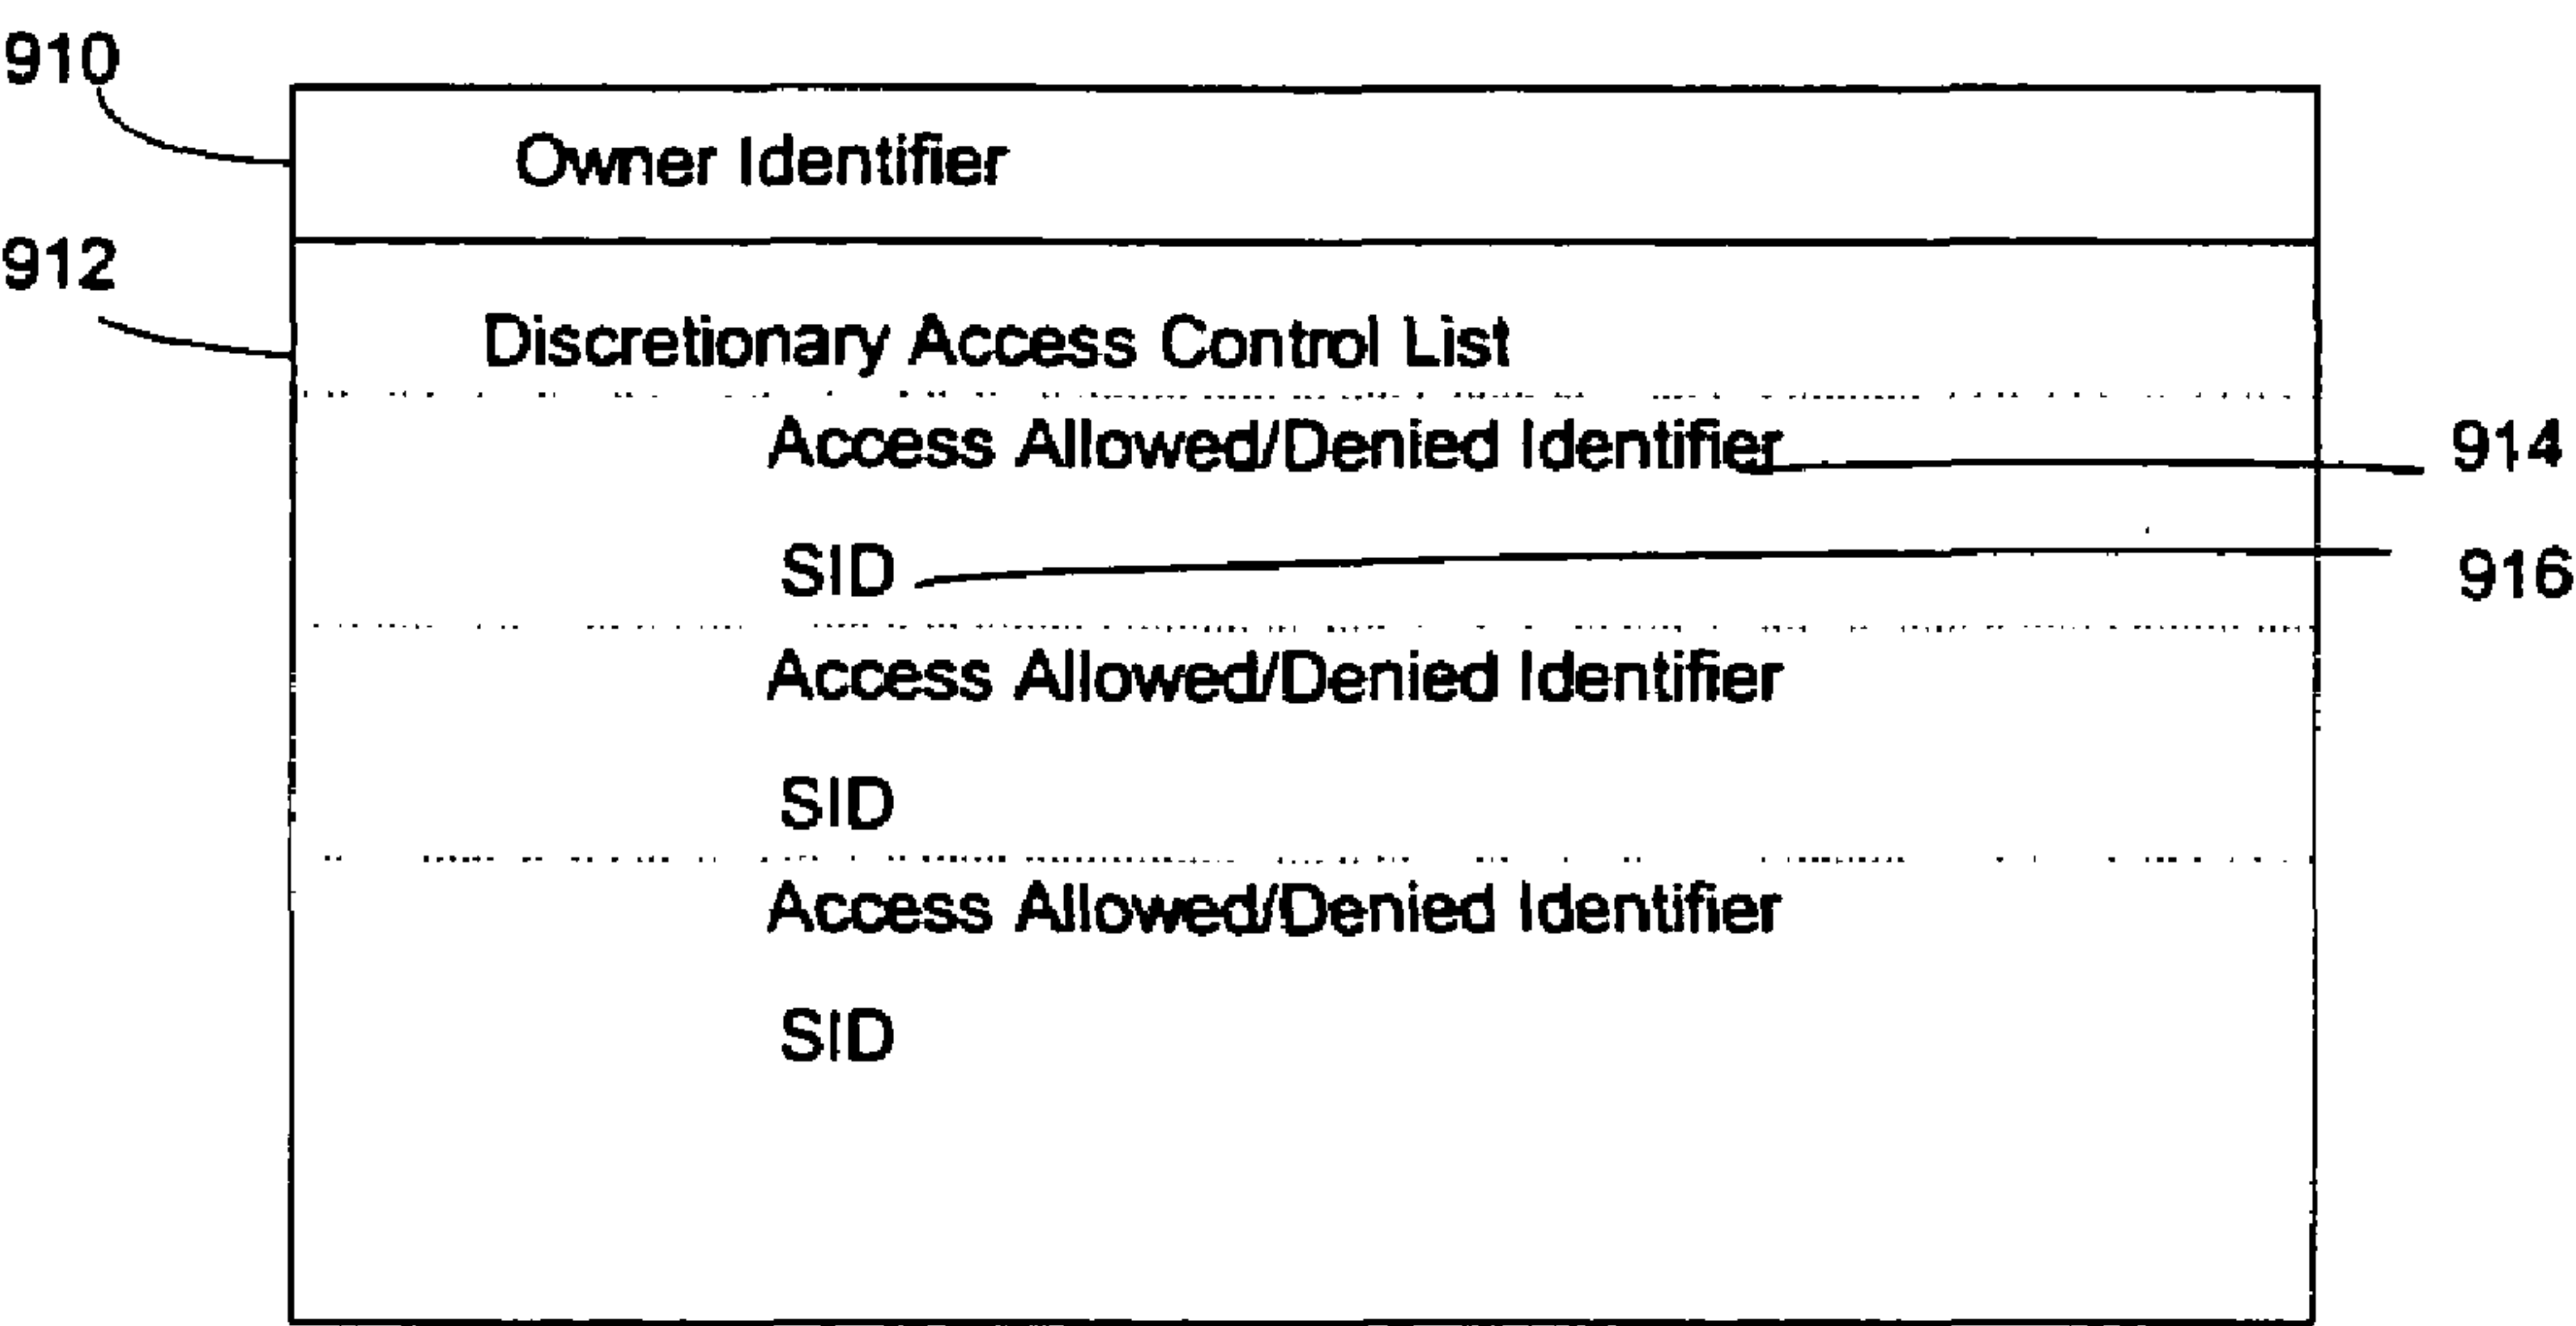 910
Owner Identifier
912
Discretionary Access Control List
Access Allowed/Denied Identifier
914
SID
916
Access Allowed/Denied Identifier
SID
Access Allowed/Denied Identifier
SID